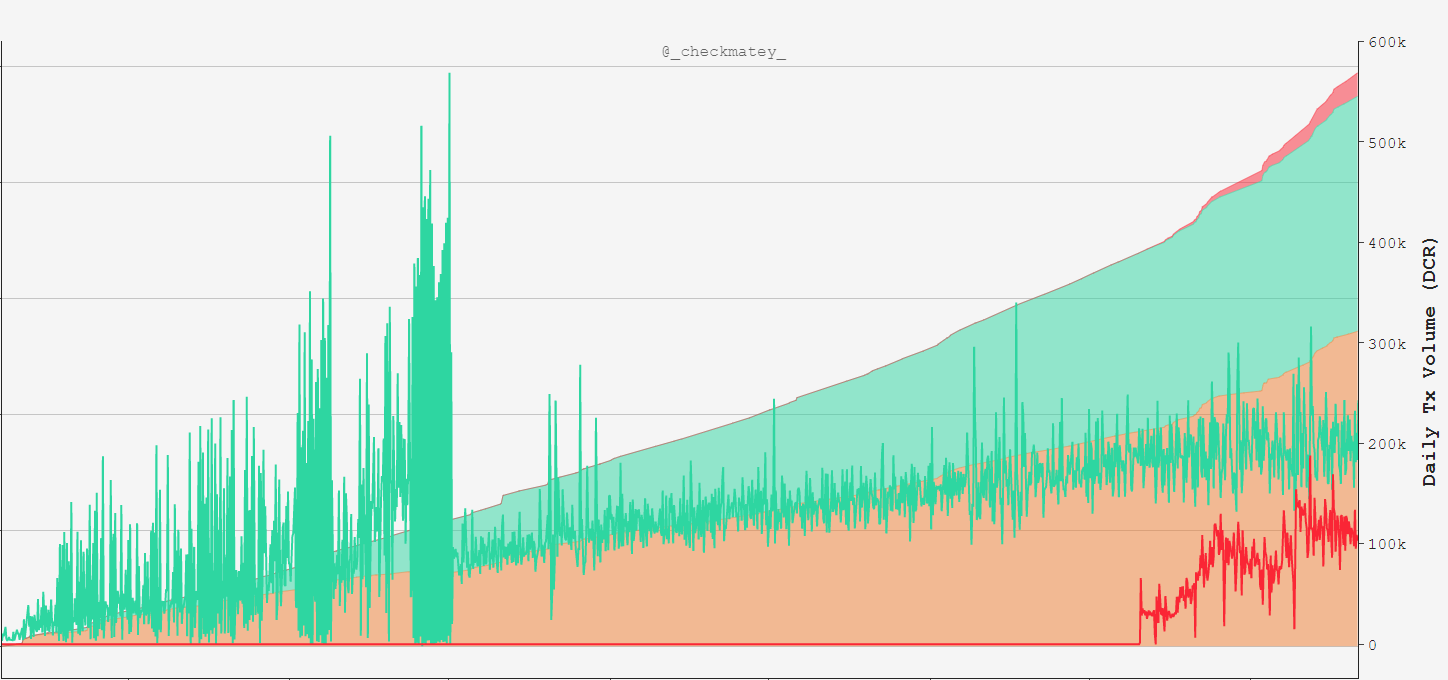 @_checkmatey_
600k
500k
400k
300k
200k
100k
0
Daily Tx Volume (DCR)